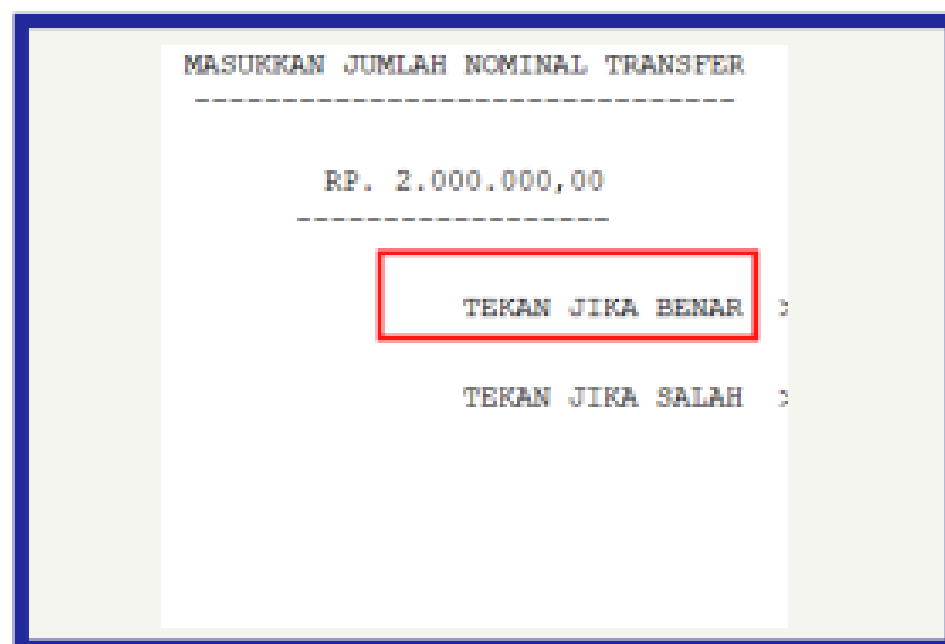 MASUKKAN JUMLAH NOMINAL TRANSFER
--------------------------------
RP. 2.000.000,00
------------------
TEKAN JIKA BENAR >
TEKAN JIKA SALAH >